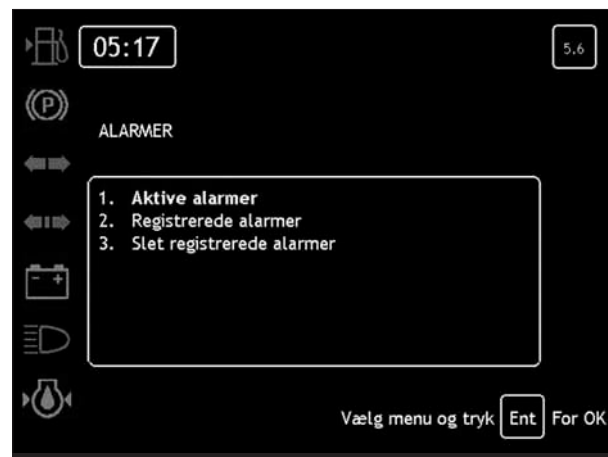 05:17
5.6
(P)
ALARMER
1. Aktive alarmer
2. Registrerede alarmer
3. Slet registrerede alarmer
Vælg menu og tryk Ent For OK